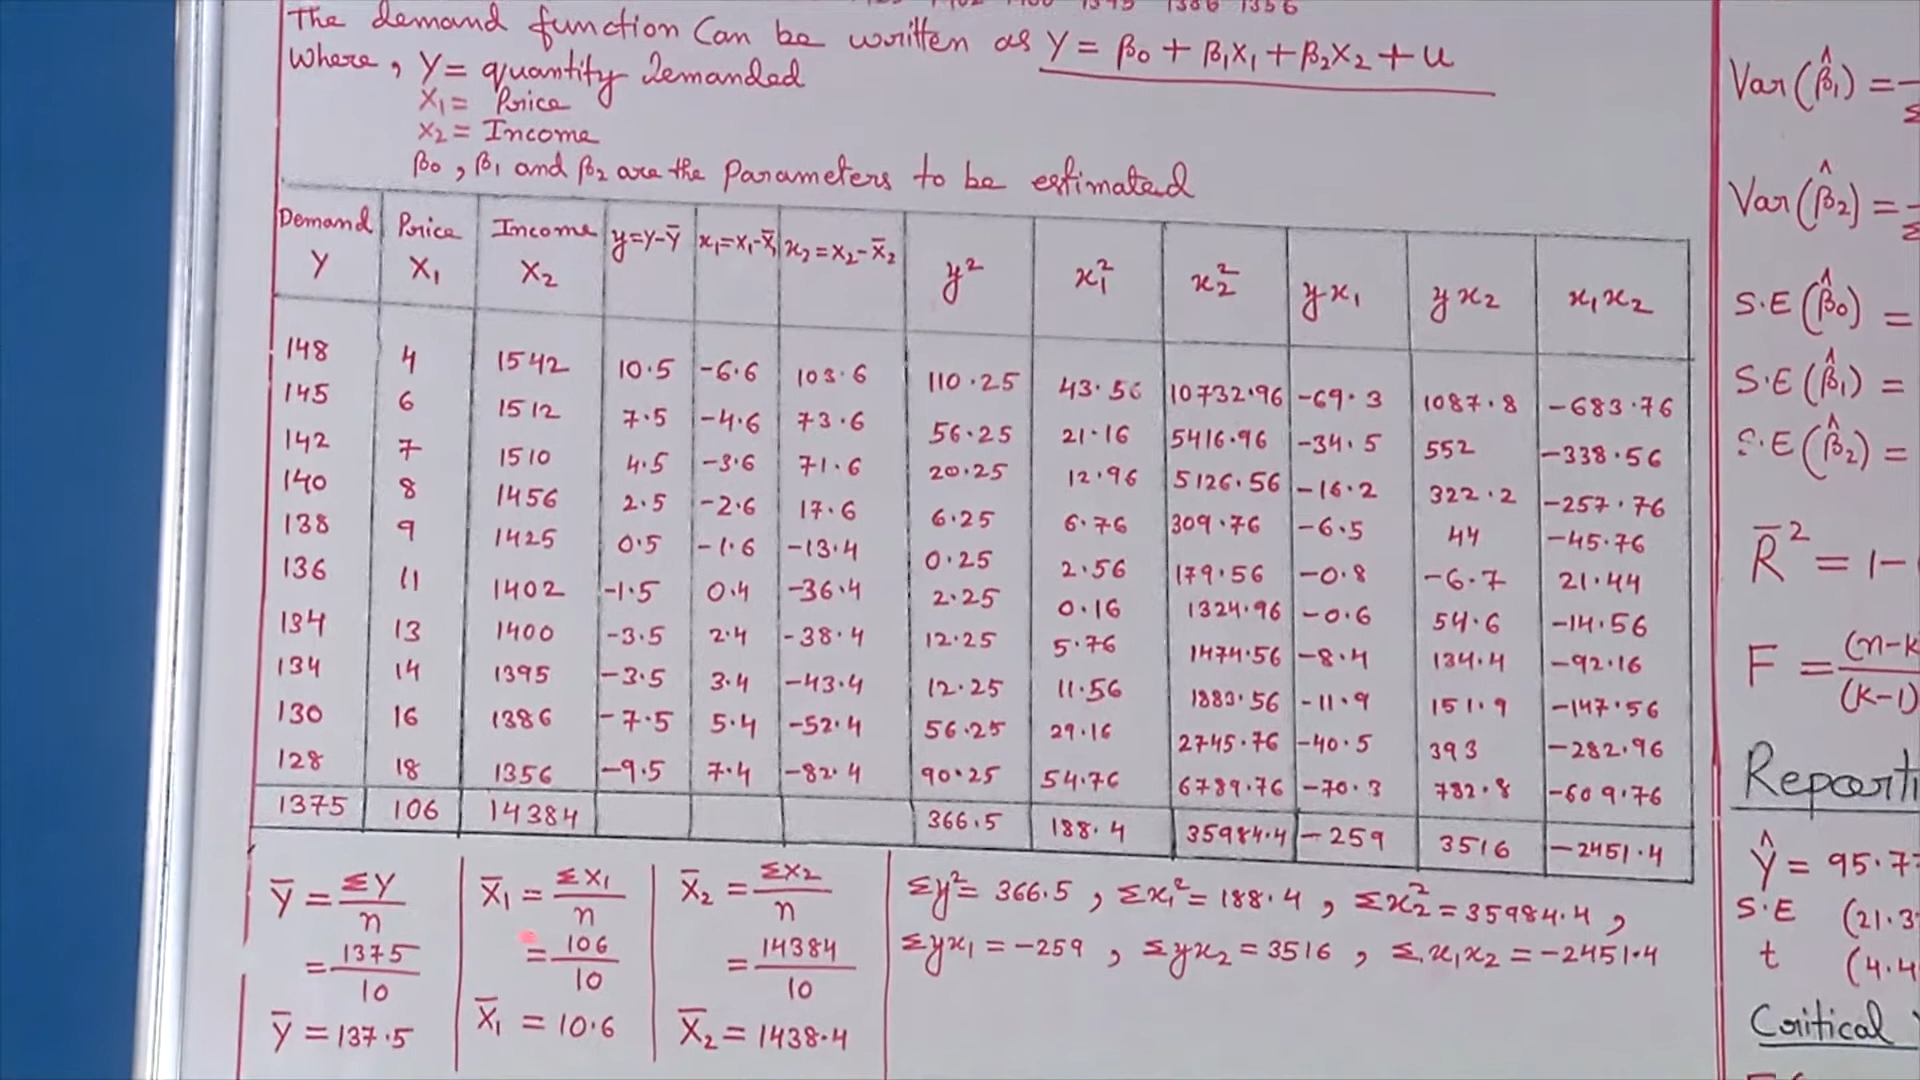 1395 1386 1356
The demand function Can be written as Y = β0 + β1X1 + β2X2 + u
Where, Y = quantity demanded
X1 = Price
X2 = Income
β0, β1 and β2 are the parameters to be estimated
Demand Y | Price X1 | Income X2 | y=Y-Ȳ | x1=X1-X̄1 | x2=X2-X̄2 | y² | x1² | x2² | yx1 | yx2 | x1x2
148 4 1542 10.5 -6.6 103.6 110.25 43.56 10732.96 -69.3 1087.8 -683.76
145 6 1512 7.5 -4.6 73.6 56.25 21.16 5416.96 -34.5 552 -338.56
142 7 1510 4.5 -3.6 71.6 20.25 12.96 5126.56 -16.2 322.2 -257.76
140 8 1456 2.5 -2.6 17.6 6.25 6.76 309.76 -6.5 44 -45.76
138 9 1425 0.5 -1.6 -13.4 0.25 2.56 179.56 -0.8 -6.7 21.44
136 11 1402 -1.5 0.4 -36.4 2.25 0.16 1324.96 -0.6 54.6 -14.56
134 13 1400 -3.5 2.4 -38.4 12.25 5.76 1474.56 -8.4 134.4 -92.16
134 14 1395 -3.5 3.4 -43.4 12.25 11.56 1883.56 -11.9 151.9 -147.56
130 16 1386 -7.5 5.4 -52.4 56.25 29.16 2745.76 -40.5 393 -282.96
128 18 1356 -9.5 7.4 -82.4 90.25 54.76 6789.76 -70.3 782.8 -609.76
1375 106 14384 366.5 188.4 35984.4 -259 3516 -2451.4
Ȳ = ΣY/n
= 1375/10
Ȳ = 137.5
X̄1 = ΣX1/n
= 106/10
X̄1 = 10.6
X̄2 = ΣX2/n
= 14384/10
X̄2 = 1438.4
Σy² = 366.5, Σx1² = 188.4, Σx2² = 35984.4,
Σyx1 = -259, Σyx2 = 3516, Σx1x2 = -2451.4
Var(β̂1) =
Var(β̂2) =
S.E(β̂0) =
S.E(β̂1) =
S.E(β̂2) =
R̄² = 1-
F = (n-k / (k-1)
Reporti
Ŷ = 95.77
S.E (21.3
t (4.4
Critical